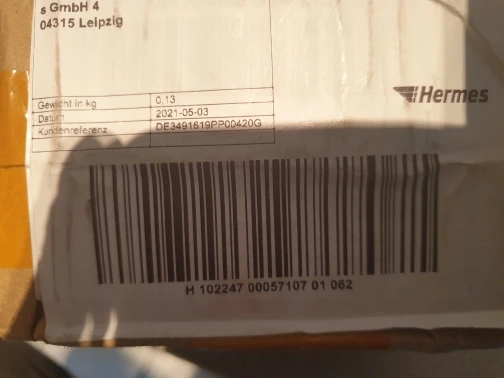 s GmbH 4
04315 Leipzig
Gewicht in kg 0,13
Datum 2021-05-03
Kundenreferenz DE3491619PP00420G
Hermes
H 102247 00057107 01 062